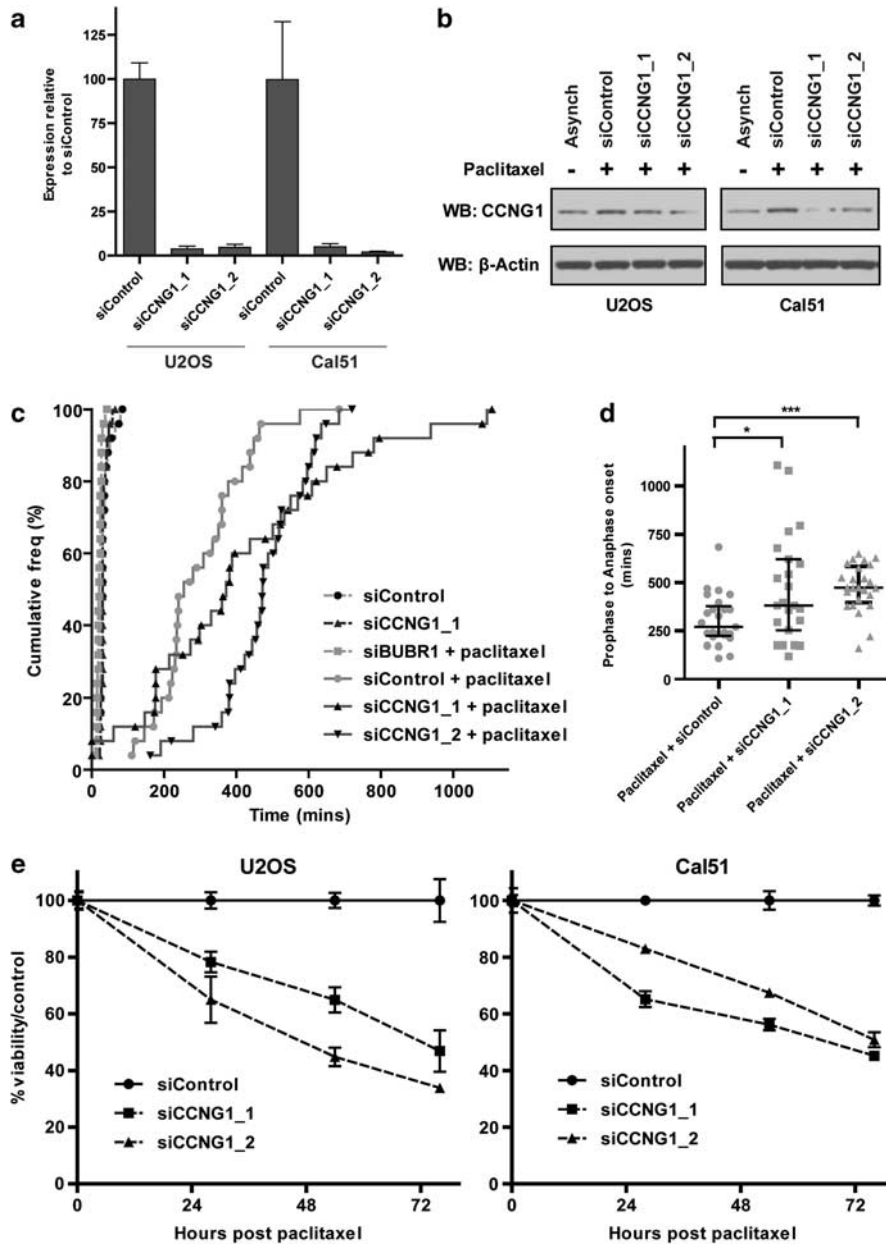 a
Expression relative
to siControl
125
100
75
50
25
0
siControl
siCCNG1_1
siCCNG1_2
siControl
siCCNG1_1
siCCNG1_2
U2OS
Cal51
b
Asynch
siControl
siCCNG1_1
siCCNG1_2
Asynch
siControl
siCCNG1_1
siCCNG1_2
Paclitaxel - + + + - + + +
WB: CCNG1
WB: β-Actin
U2OS
Cal51
c
Cumulative freq (%)
100
80
60
40
20
0
siControl
siCCNG1_1
siBUBR1 + paclitaxel
siControl + paclitaxel
siCCNG1_1 + paclitaxel
siCCNG1_2 + paclitaxel
0 200 400 600 800 1000
Time (mins)
d
***
*
Prophase to Anaphase onset
(mins)
1000
750
500
250
0
Paclitaxel + siControl
Paclitaxel + siCCNG1_1
Paclitaxel + siCCNG1_2
e
U2OS
% viability/control
100
80
60
40
20
0
siControl
siCCNG1_1
siCCNG1_2
0 24 48 72
Hours post paclitaxel
Cal51
100
80
60
40
20
0
siControl
siCCNG1_1
siCCNG1_2
0 24 48 72
Hours post paclitaxel